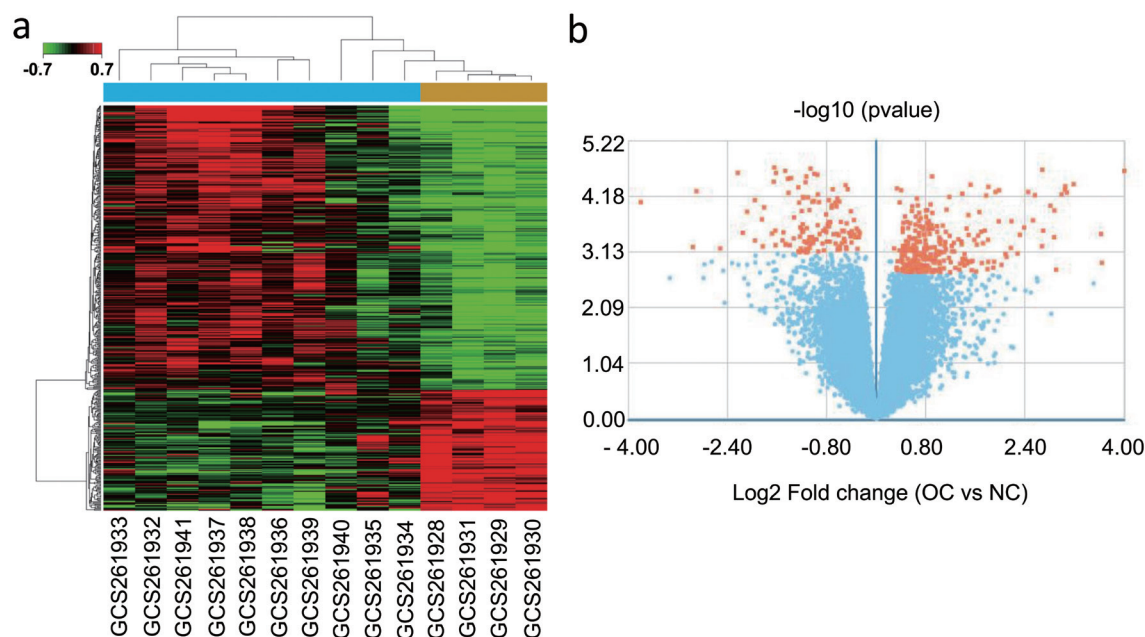 a
-0.7 0.7
GCS261933
GCS261932
GCS261941
GCS261937
GCS261938
GCS261936
GCS261939
GCS261940
GCS261935
GCS261934
GCS261928
GCS261931
GCS261929
GCS261930
b
-log10 (pvalue)
5.22
4.18
3.13
2.09
1.04
0.00
- 4.00 -2.40 -0.80 0.80 2.40 4.00
Log2 Fold change (OC vs NC)